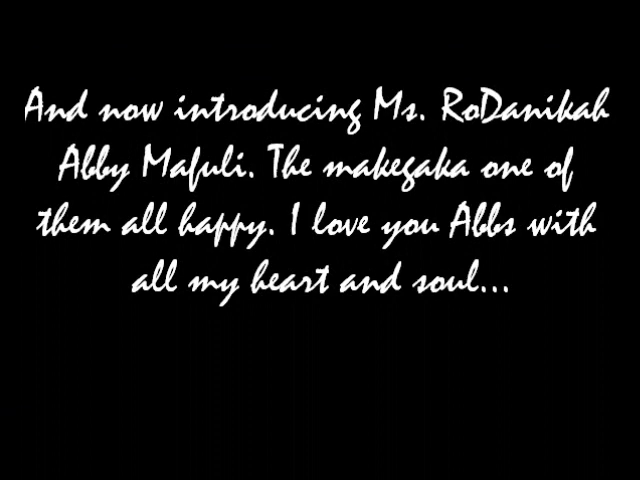 And now introducing Ms. RoDanikah
Abby Mafuli. The makegaka one of
them all happy. I love you Abbs with
all my heart and soul...